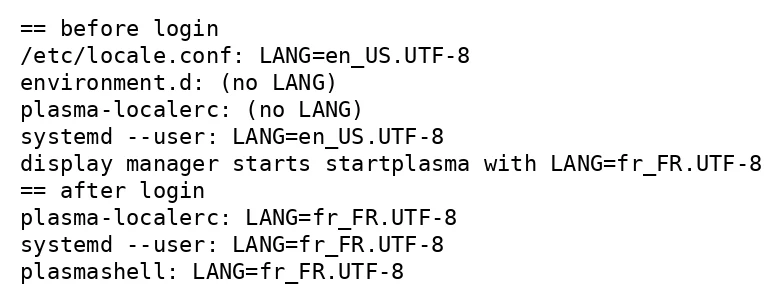 == before login
/etc/locale.conf: LANG=en_US.UTF-8
environment.d: (no LANG)
plasma-localerc: (no LANG)
systemd --user: LANG=en_US.UTF-8
display manager starts startplasma with LANG=fr_FR.UTF-8
== after login
plasma-localerc: LANG=fr_FR.UTF-8
systemd --user: LANG=fr_FR.UTF-8
plasmashell: LANG=fr_FR.UTF-8